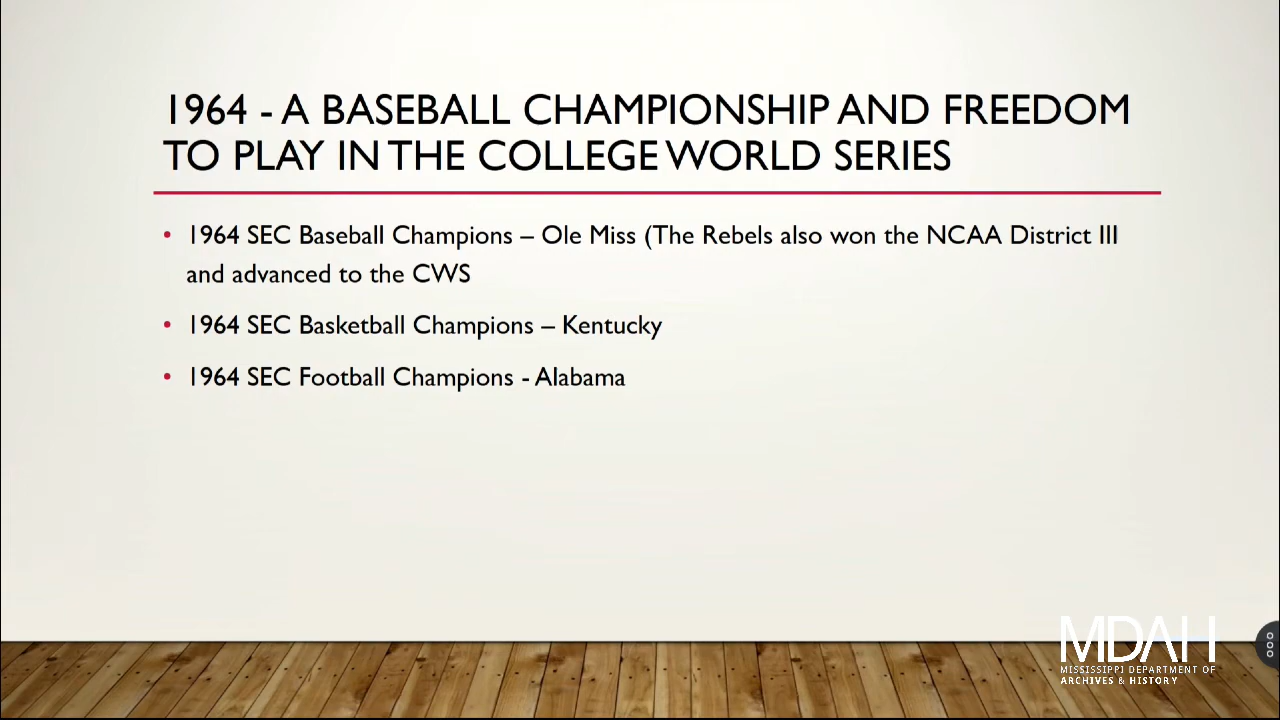 1964 - A BASEBALL CHAMPIONSHIP AND FREEDOM
TO PLAY IN THE COLLEGE WORLD SERIES
• 1964 SEC Baseball Champions – Ole Miss (The Rebels also won the NCAA District III
and advanced to the CWS
• 1964 SEC Basketball Champions – Kentucky
• 1964 SEC Football Champions - Alabama
MDAH
MISSISSIPPI DEPARTMENT OF
ARCHIVES & HISTORY